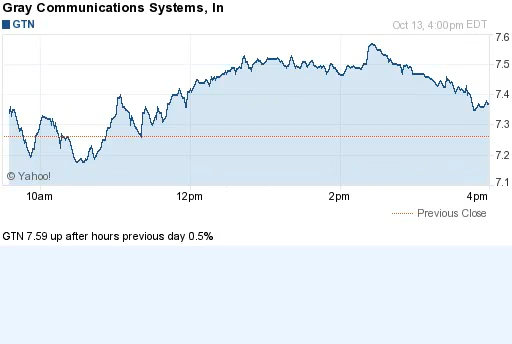 Gray Communications Systems, In
GTN
Oct 13, 4:00pm EDT
7.6
7.5
7.4
7.3
7.2
7.1
© Yahoo!
10am
12pm
2pm
4pm
Previous Close
GTN 7.59 up after hours previous day 0.5%